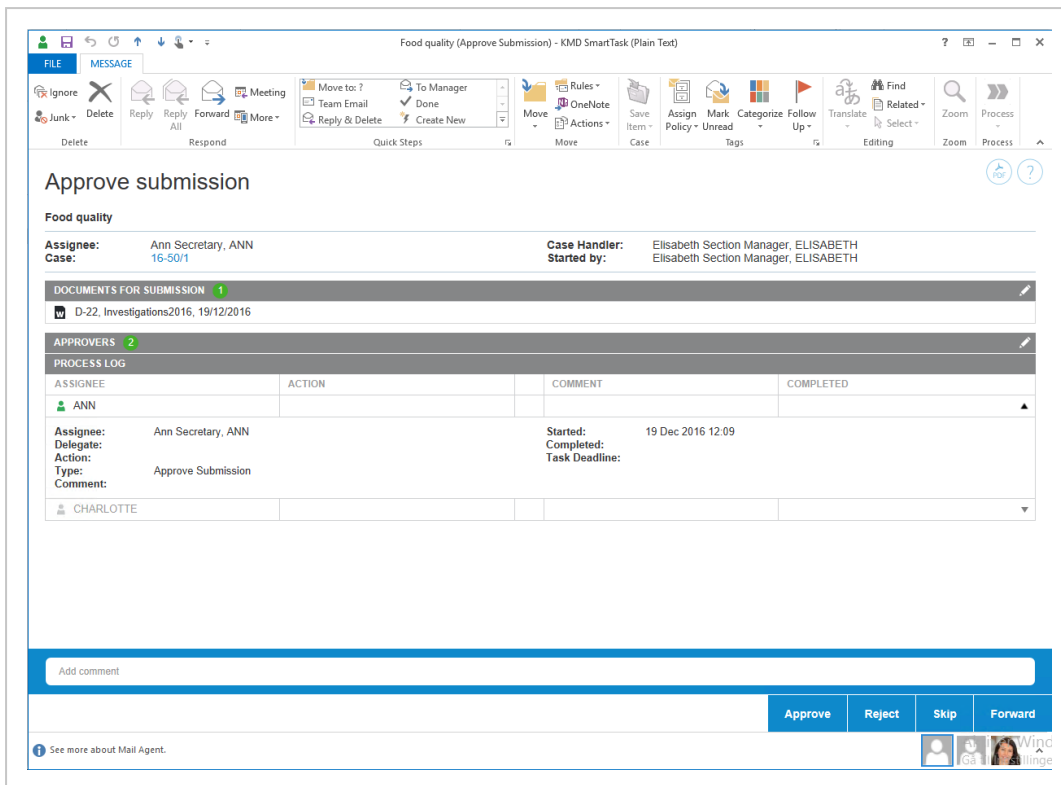 Food quality (Approve Submission) - KMD SmartTask (Plain Text)
?
FILE MESSAGE
Ignore
Junk
Delete
Reply
Reply All
Forward
Meeting
More
Move to: ?
Team Email
Reply & Delete
To Manager
Done
Create New
Move
Rules
OneNote
Actions
Save Item
Assign Policy
Mark Unread
Categorize
Follow Up
Translate
Find
Related
Select
Zoom
Process
Delete Respond Quick Steps Move Case Tags Editing Zoom Process
Approve submission
PDF ?
Food quality
Assignee: Ann Secretary, ANN Case Handler: Elisabeth Section Manager, ELISABETH
Case: 16-50/1 Started by: Elisabeth Section Manager, ELISABETH
DOCUMENTS FOR SUBMISSION 1
W D-22, Investigations2016, 19/12/2016
APPROVERS 2
PROCESS LOG
ASSIGNEE ACTION COMMENT COMPLETED
ANN
Assignee: Ann Secretary, ANN Started: 19 Dec 2016 12:09
Delegate: Completed:
Action: Task Deadline:
Type: Approve Submission
Comment:
CHARLOTTE
Add comment
Approve Reject Skip Forward
See more about Mail Agent.